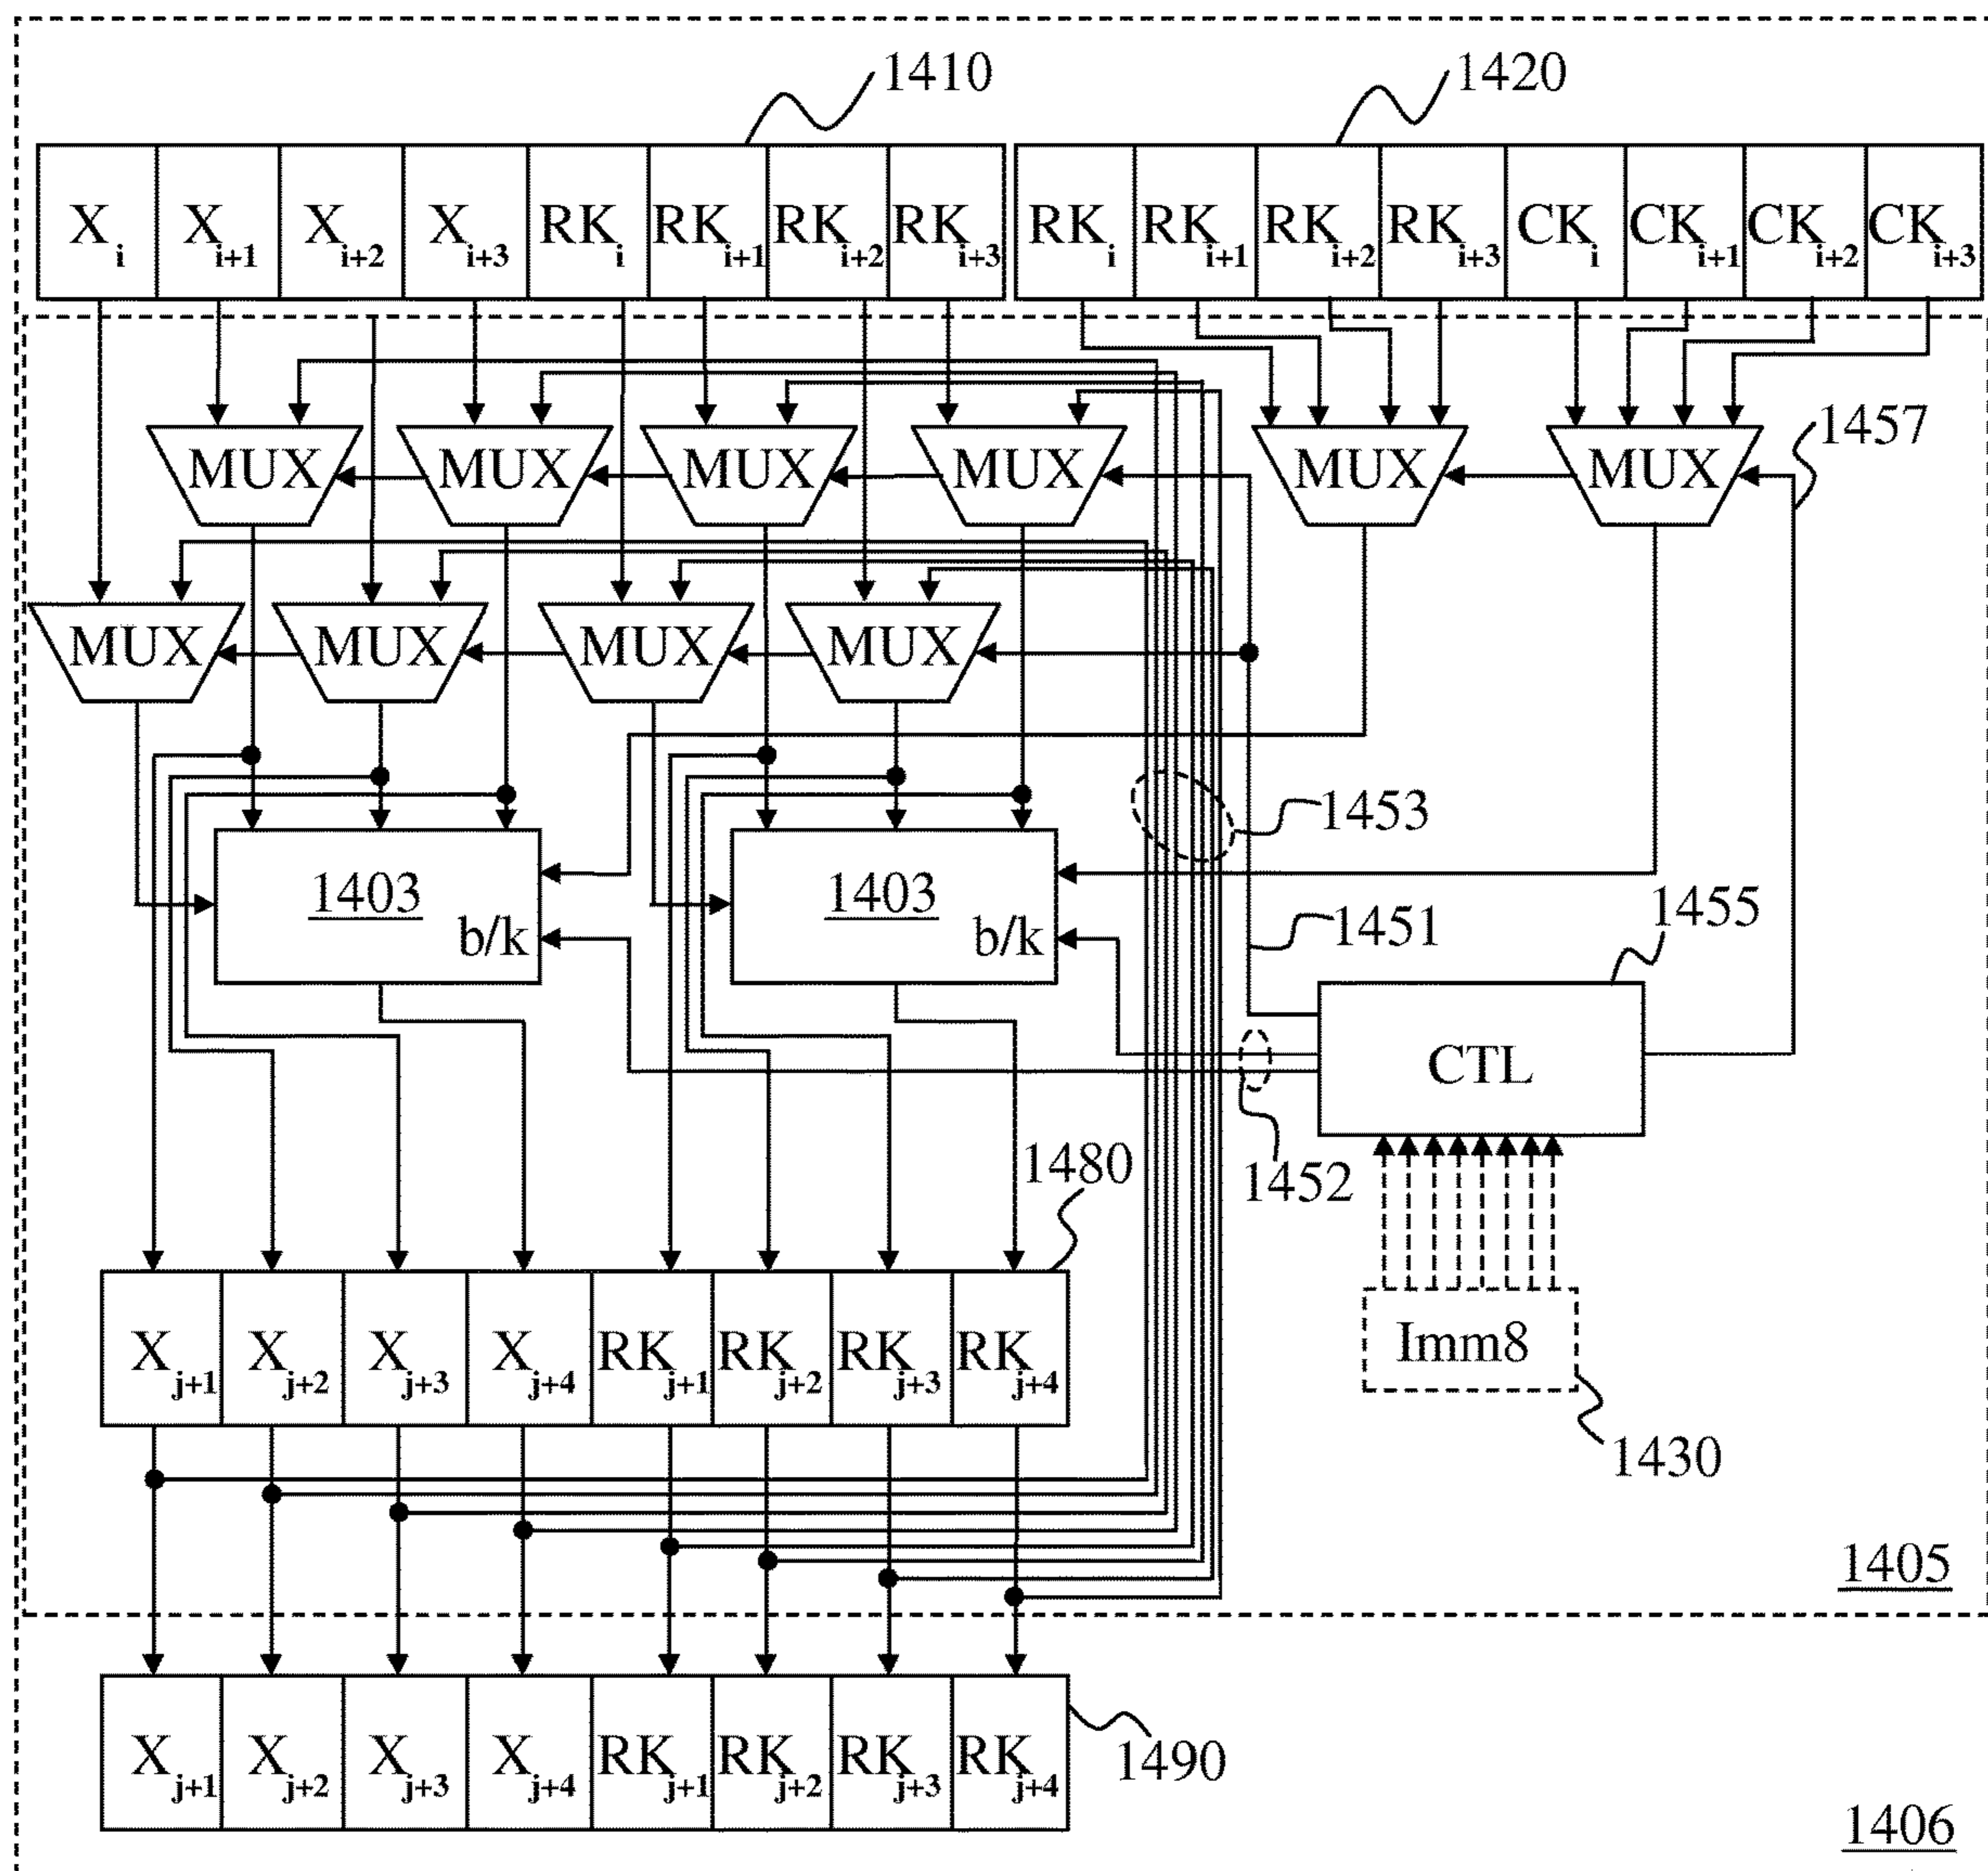 1410 1420
X i X i+1 X i+2 X i+3 RK i RK i+1 RK i+2 RK i+3 RK i RK i+1 RK i+2 RK i+3 CK i CK i+1 CK i+2 CK i+3
1457
MUX MUX MUX MUX MUX MUX
MUX MUX MUX MUX
1453
1403 1403
1455
b/k b/k
1451
CTL
1480
1452
Imm8
X j+1 X j+2 X j+3 X j+4 RK j+1 RK j+2 RK j+3 RK j+4
1430
1405
X j+1 X j+2 X j+3 X j+4 RK j+1 RK j+2 RK j+3 RK j+4
1490
1406